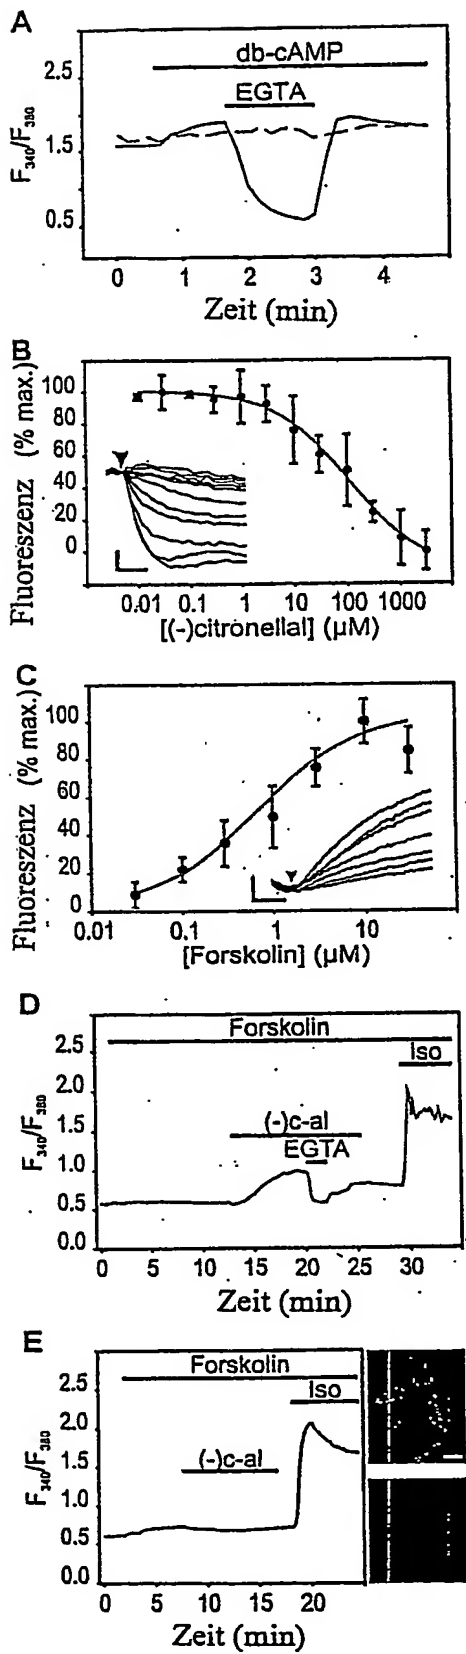 A
db-cAMP
EGTA
F340/F380
2.5
1.5
0.5
0 1 2 3 4
Zeit (min)
B
Fluoreszenz (% max.)
100
80
60
40
20
0
0.01 0.1 1 10 100 1000
[(-)citronellal] (µM)
C
Fluoreszenz (% max.)
100
80
60
40
20
0
0.01 0.1 1 10
[Forskolin] (µM)
D
Forskolin
Iso
(-)c-al
EGTA
F340/F380
2.5
2.0
1.5
1.0
0.5
0.0
0 5 10 15 20 25 30
Zeit (min)
E
Forskolin
Iso
(-)c-al
F340/F380
2.5
2.0
1.5
1.0
0.5
0.0
0 5 10 15 20
Zeit (min)